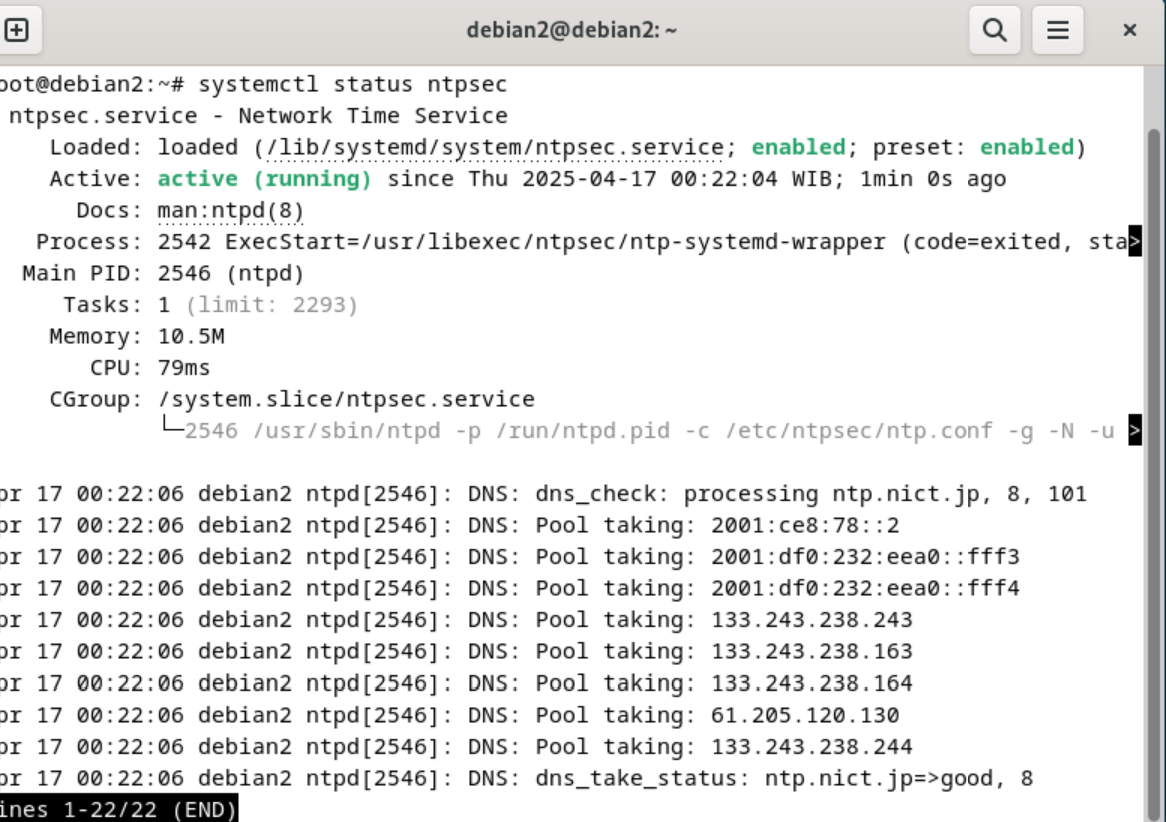 debian2@debian2: ~
oot@debian2:~# systemctl status ntpsec
ntpsec.service - Network Time Service
Loaded: loaded (/lib/systemd/system/ntpsec.service; enabled; preset: enabled)
Active: active (running) since Thu 2025-04-17 00:22:04 WIB; 1min 0s ago
Docs: man:ntpd(8)
Process: 2542 ExecStart=/usr/libexec/ntpsec/ntp-systemd-wrapper (code=exited, sta>
Main PID: 2546 (ntpd)
Tasks: 1 (limit: 2293)
Memory: 10.5M
CPU: 79ms
CGroup: /system.slice/ntpsec.service
└─2546 /usr/sbin/ntpd -p /run/ntpd.pid -c /etc/ntpsec/ntp.conf -g -N -u >
pr 17 00:22:06 debian2 ntpd[2546]: DNS: dns_check: processing ntp.nict.jp, 8, 101
pr 17 00:22:06 debian2 ntpd[2546]: DNS: Pool taking: 2001:ce8:78::2
pr 17 00:22:06 debian2 ntpd[2546]: DNS: Pool taking: 2001:df0:232:eea0::fff3
pr 17 00:22:06 debian2 ntpd[2546]: DNS: Pool taking: 2001:df0:232:eea0::fff4
pr 17 00:22:06 debian2 ntpd[2546]: DNS: Pool taking: 133.243.238.243
pr 17 00:22:06 debian2 ntpd[2546]: DNS: Pool taking: 133.243.238.163
pr 17 00:22:06 debian2 ntpd[2546]: DNS: Pool taking: 133.243.238.164
pr 17 00:22:06 debian2 ntpd[2546]: DNS: Pool taking: 61.205.120.130
pr 17 00:22:06 debian2 ntpd[2546]: DNS: Pool taking: 133.243.238.244
pr 17 00:22:06 debian2 ntpd[2546]: DNS: dns_take_status: ntp.nict.jp=>good, 8
ines 1-22/22 (END)